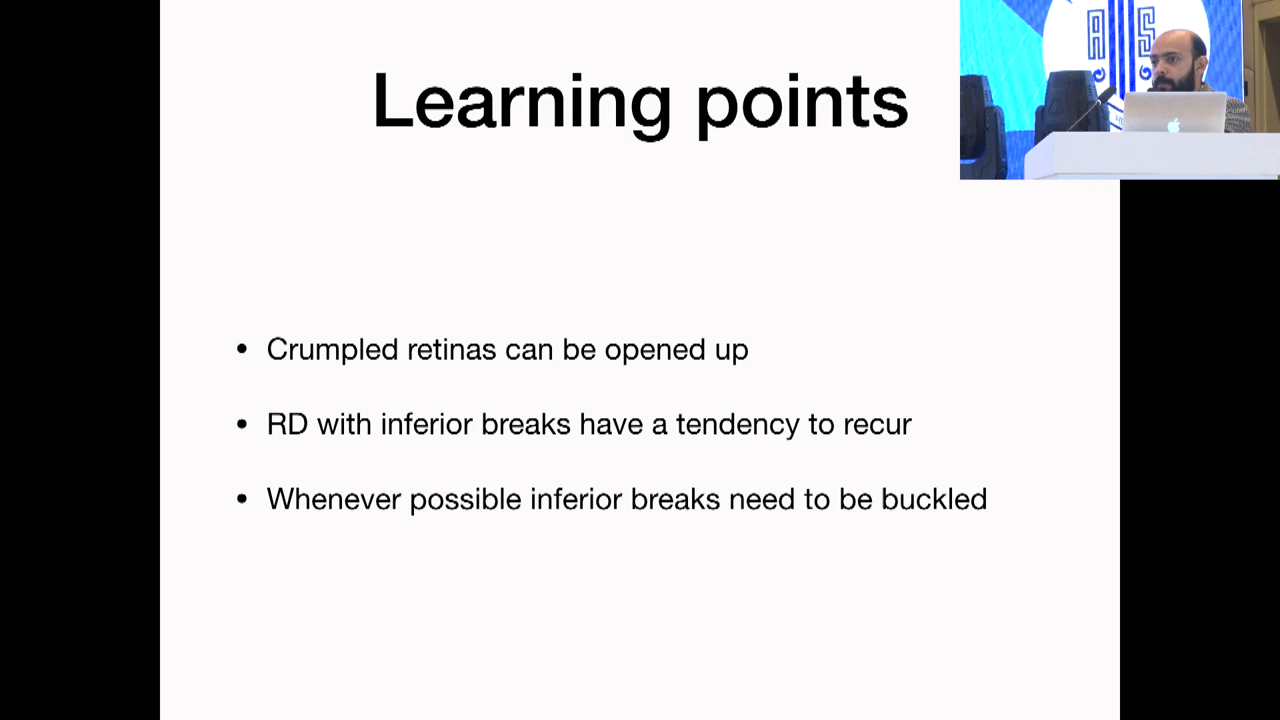 Learning points
• Crumpled retinas can be opened up
• RD with inferior breaks have a tendency to recur
• Whenever possible inferior breaks need to be buckled